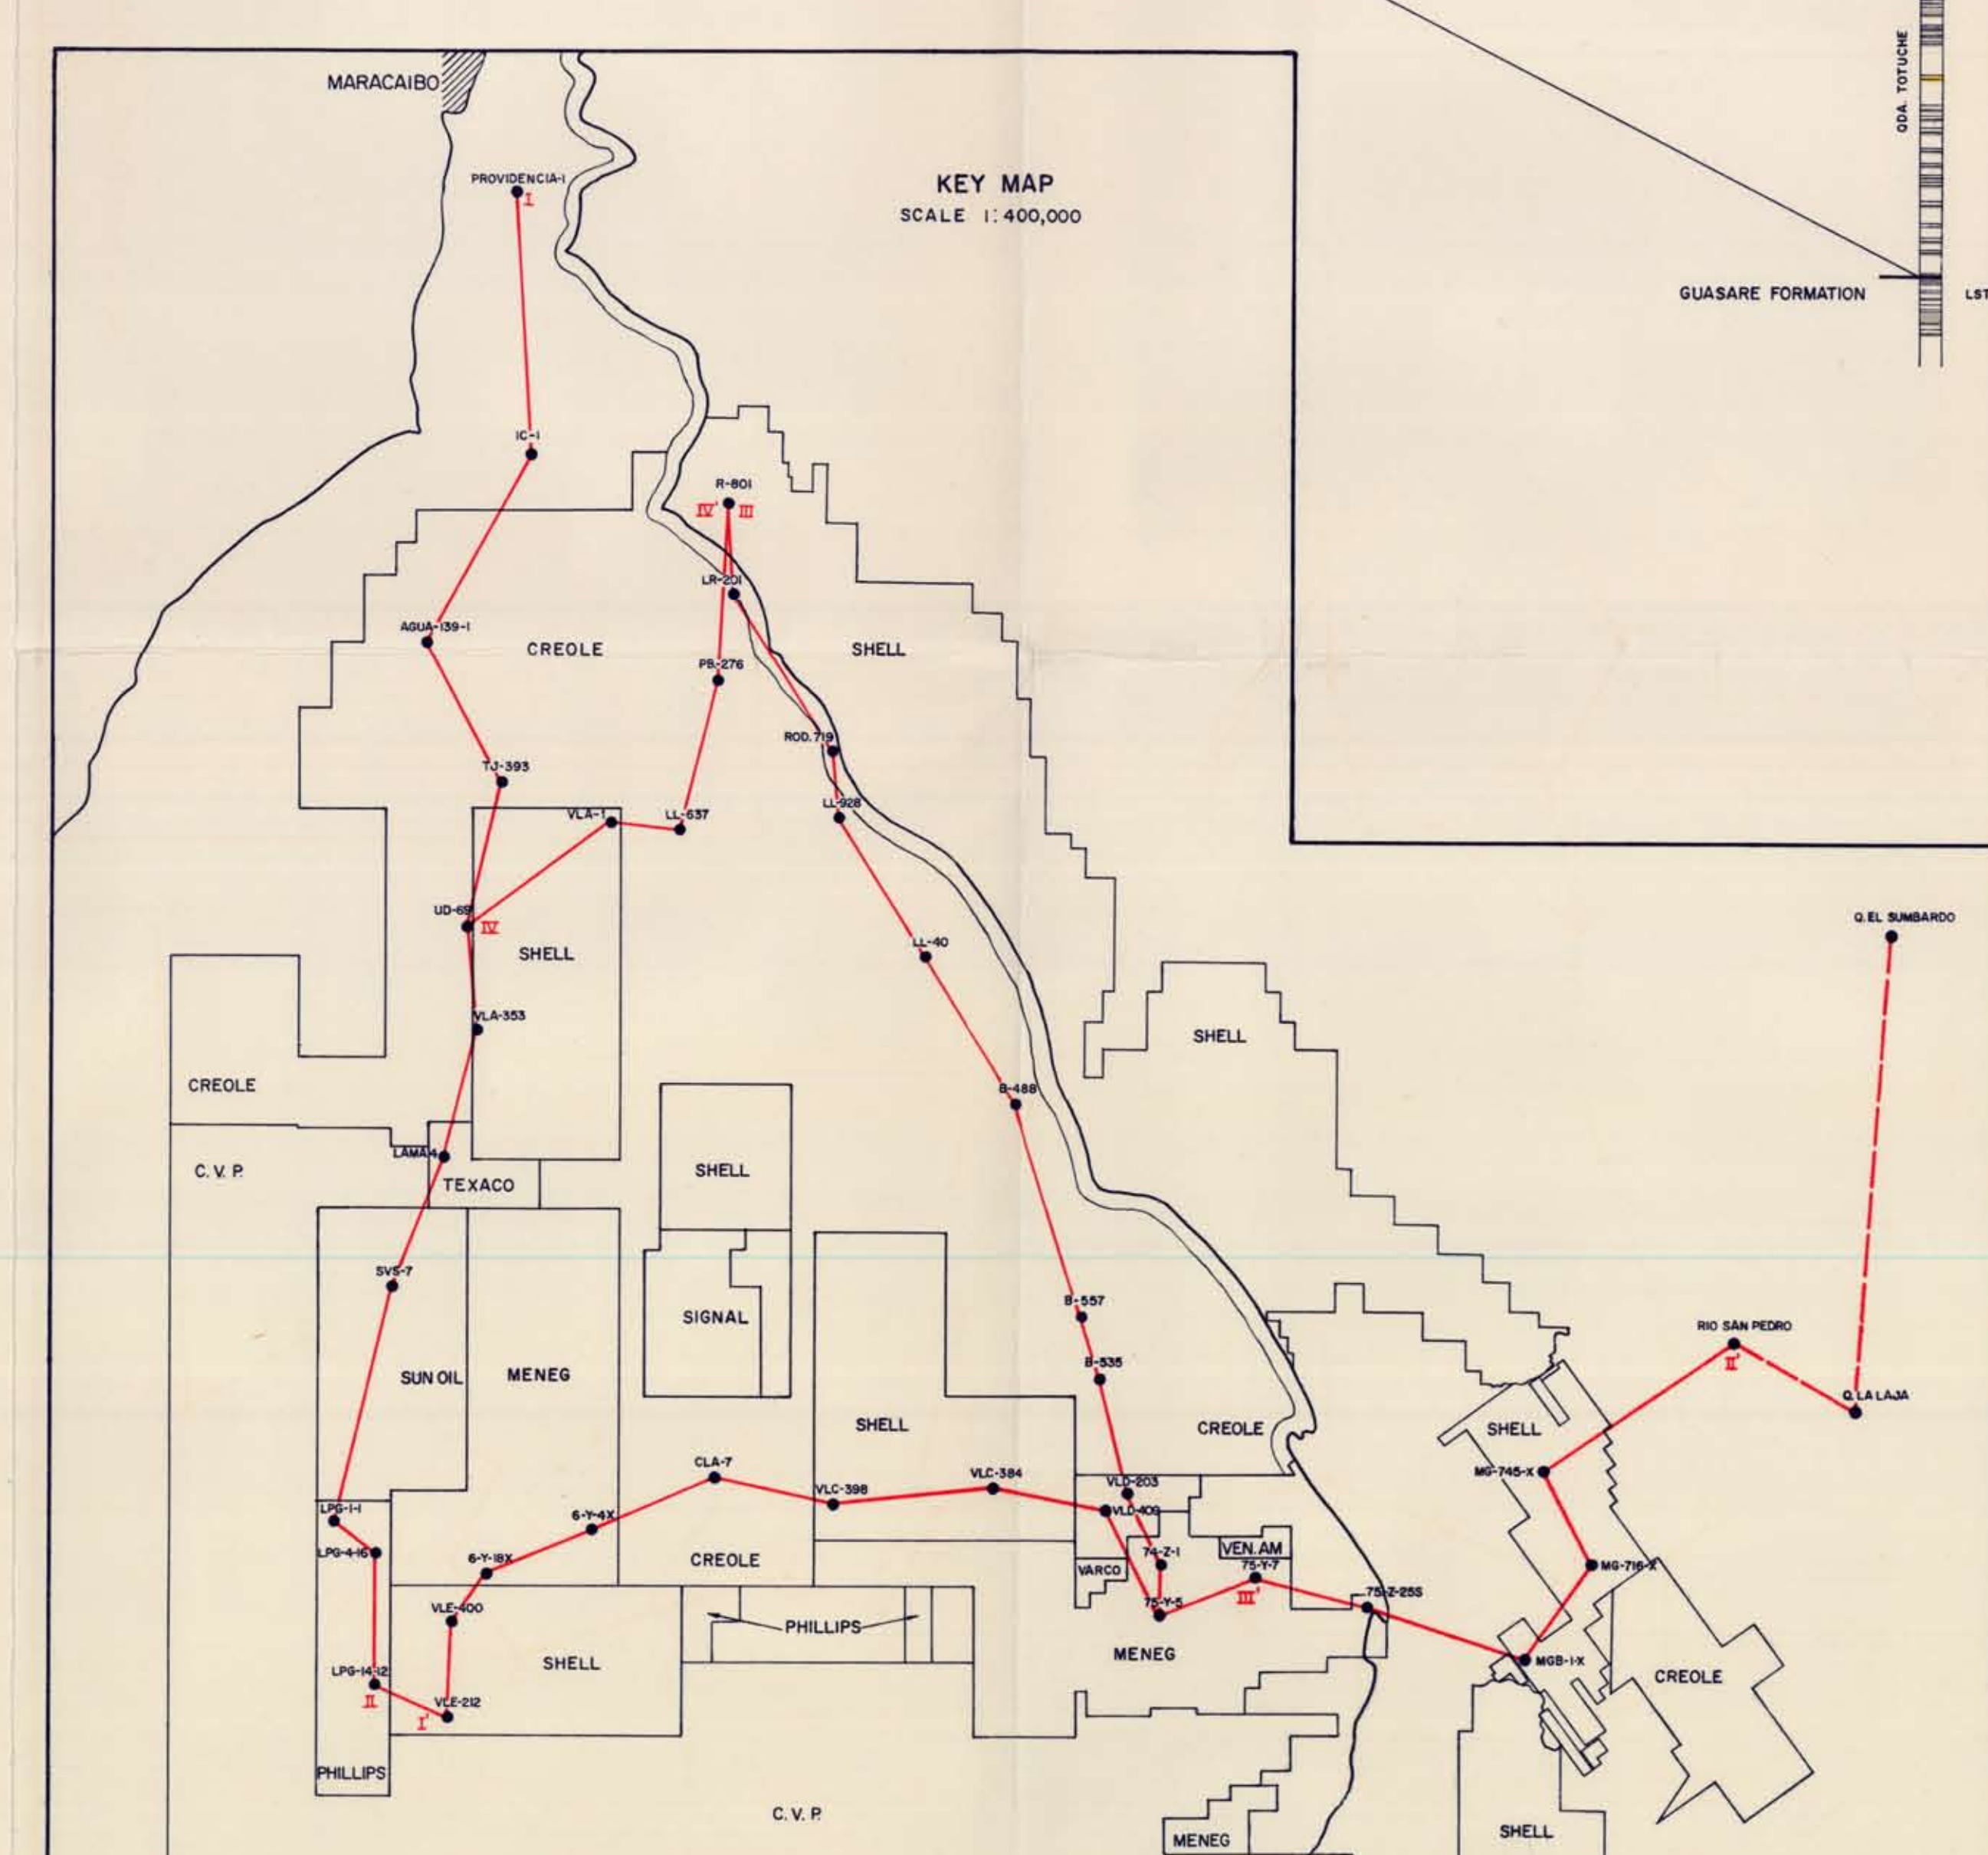 QDA. TOTUCHE
MARACAIBO
PROVIDENCIA-1
I
KEY MAP
SCALE 1:400,000
GUASARE FORMATION
LST
IC-1
R-801
IV' III
LR-201
AGUA-139-1
CREOLE
SHELL
PB-276
ROD. 719
TJ-393
LL-928
VLA-1
LL-637
UD-69
IV
Q. EL SUMBARDO
LL-40
SHELL
VLA-353
SHELL
CREOLE
B-488
LAMA 4
C. V. P.
SHELL
TEXACO
SVS-7
B-557
SIGNAL
RIO SAN PEDRO
II'
B-535
SUN OIL
MENEG
Q. LA LAJA
SHELL
CREOLE
SHELL
CLA-7
VLC-384
MG-745-X
VLD-203
VLC-398
LPG-1-1
VLD-409
6-Y-4X
LPG-4-16
6-Y-18X
CREOLE
74-Z-1
VEN. AM
VARCO
75-Y-7
MG-716-X
III'
75-Z-25S
VLE-400
75-Y-5
PHILLIPS
MENEG
SHELL
MGB-1-X
LPG-14-12
II
CREOLE
VLE-212
I'
PHILLIPS
C. V. P.
MENEG
SHELL